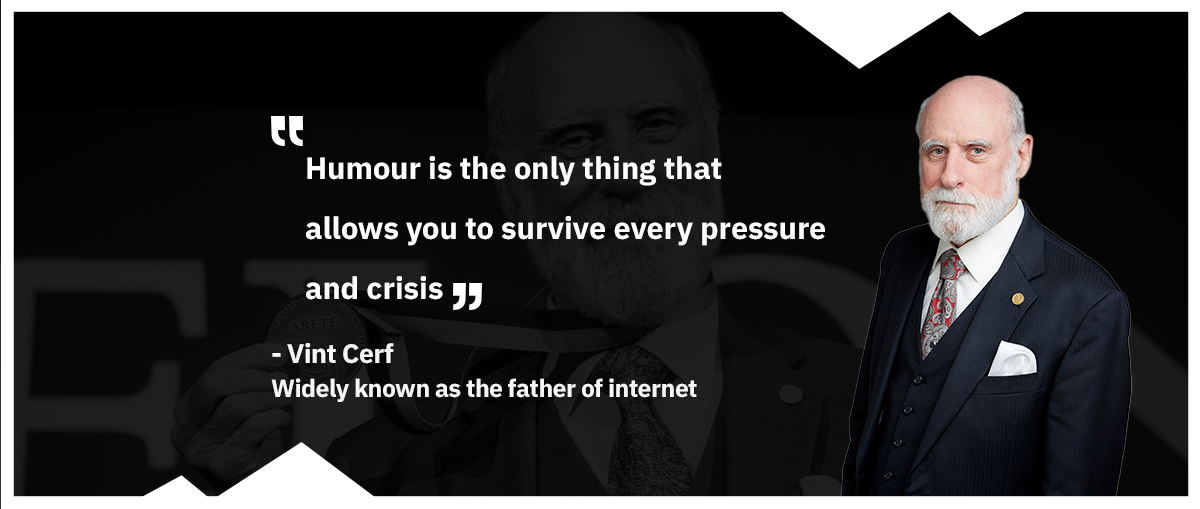 “Humour is the only thing that
allows you to survive every pressure
and crisis”
- Vint Cerf
Widely known as the father of internet
ARETE